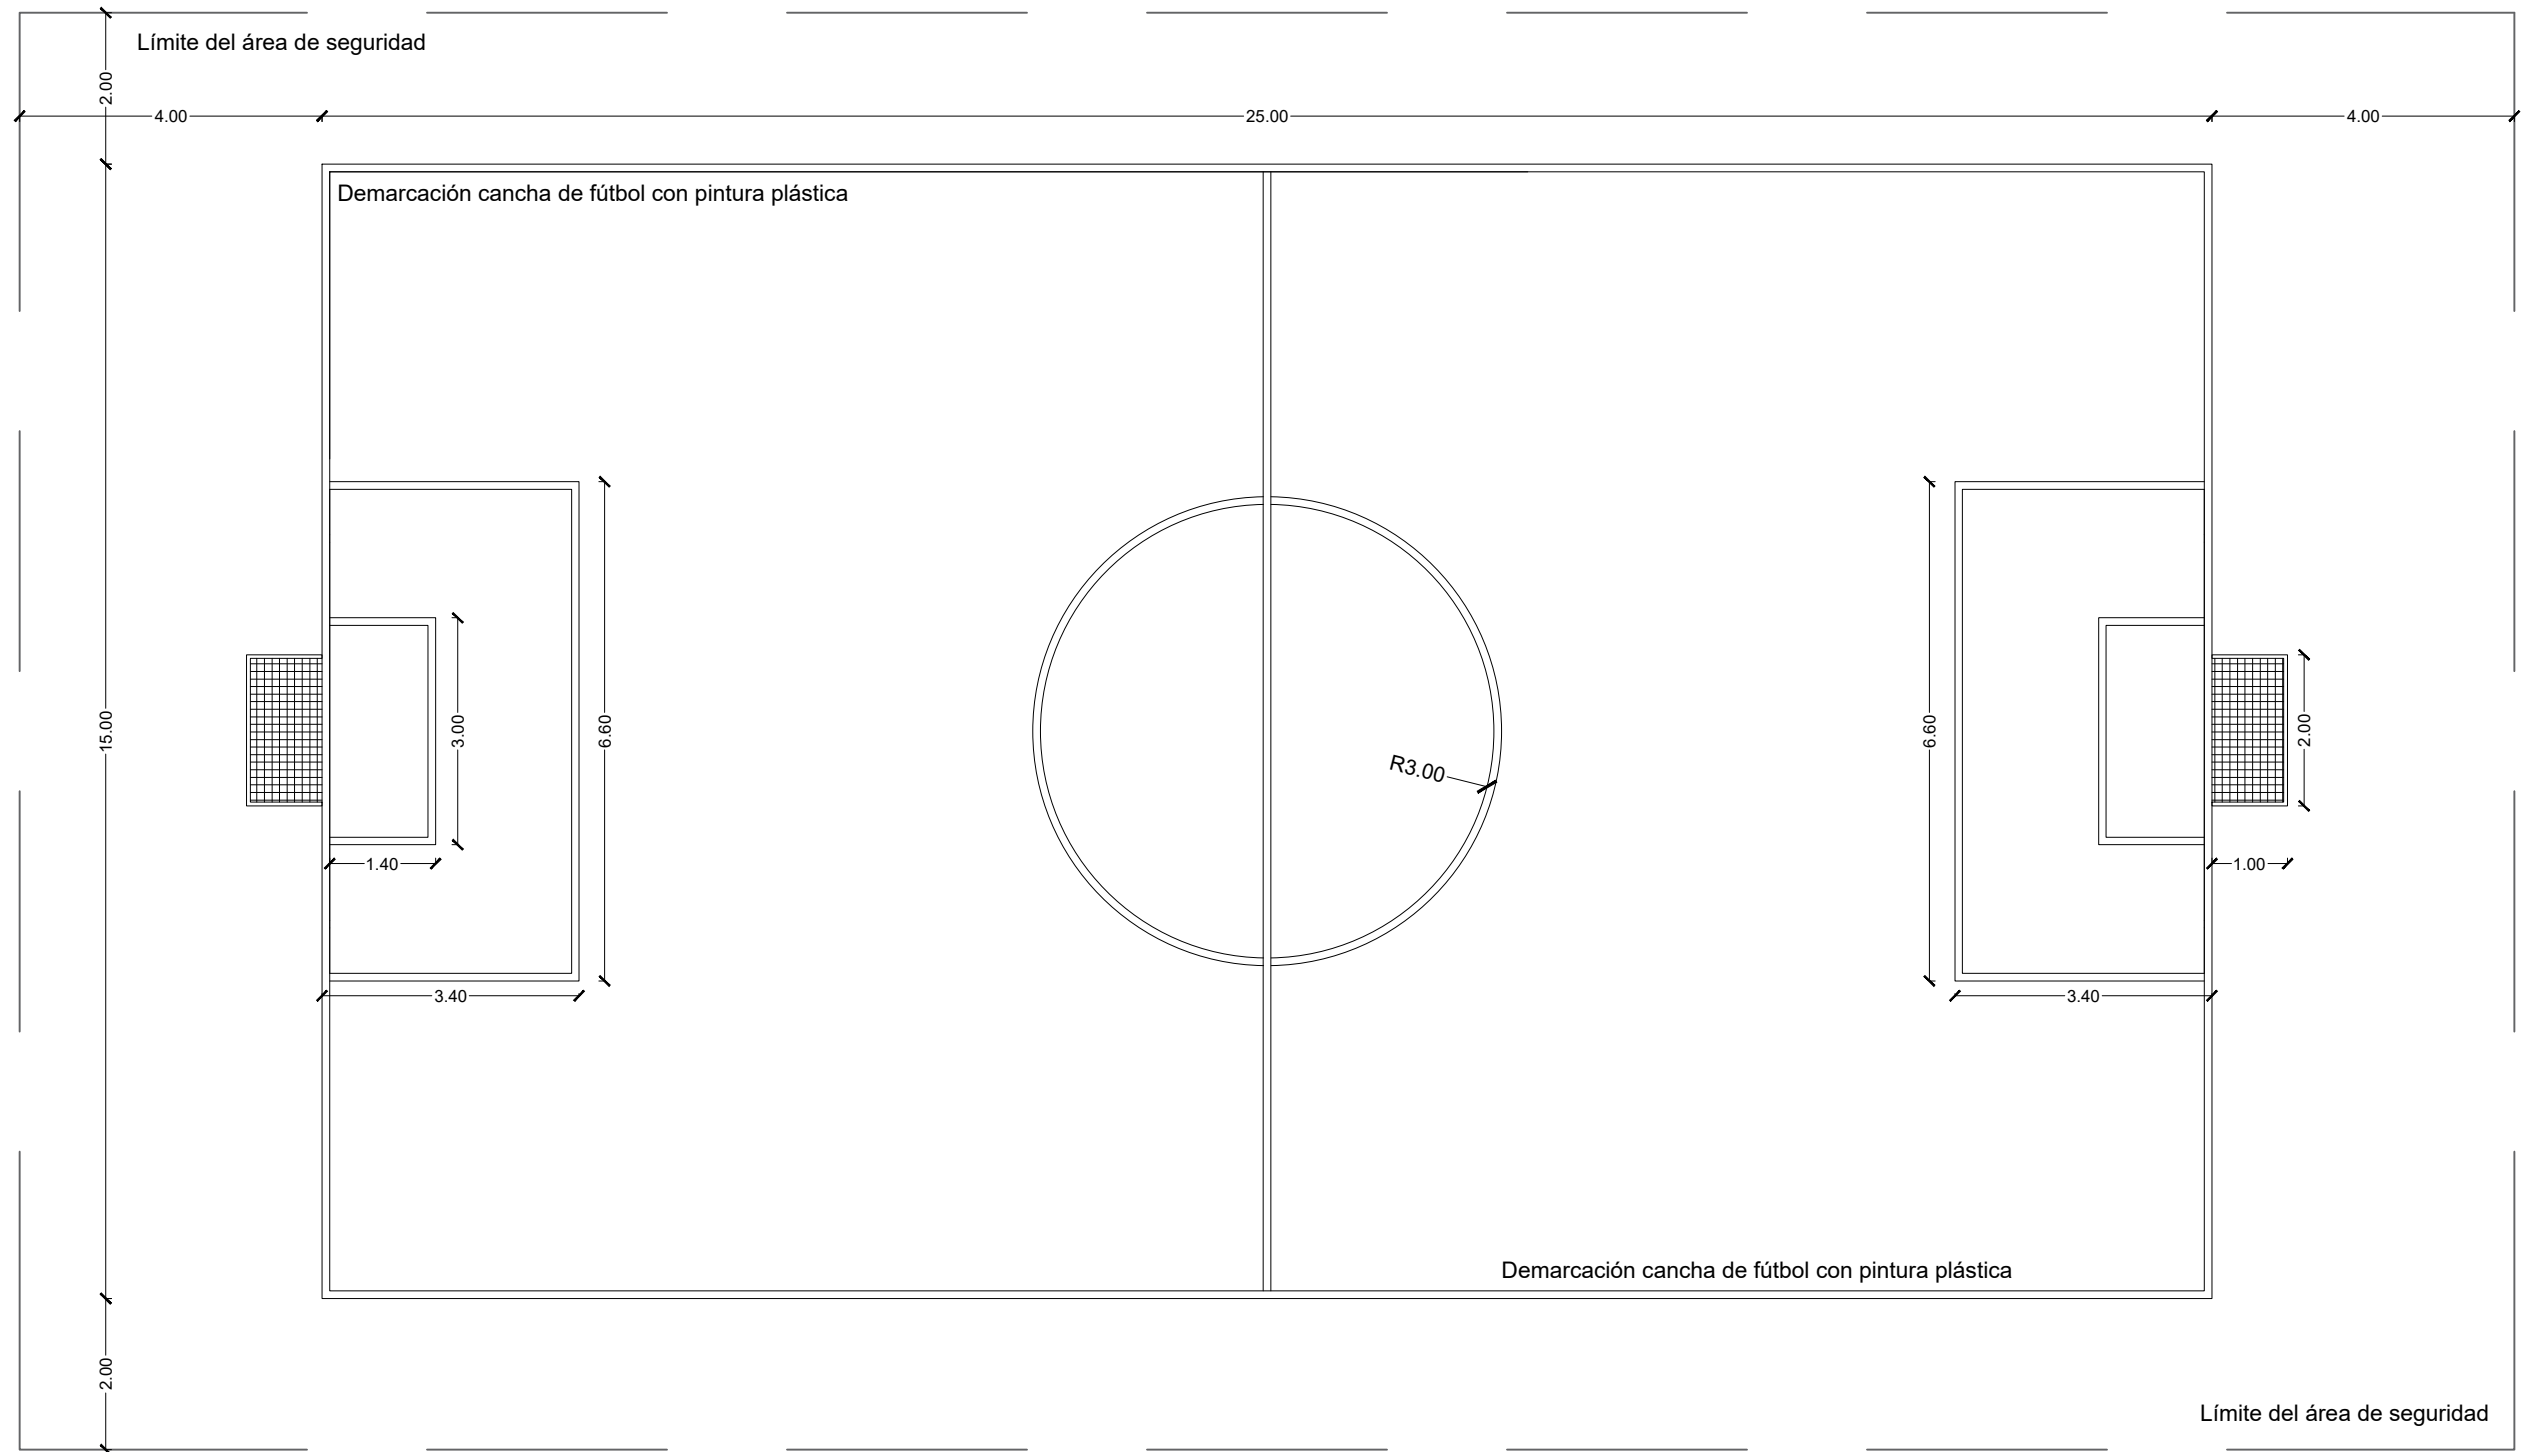 Límite del área de seguridad
2.00
4.00
25.00
4.00
Demarcación cancha de fútbol con pintura plástica
15.00
3.00
6.60
R3.00
6.60
2.00
1.40
1.00
3.40
3.40
Demarcación cancha de fútbol con pintura plástica
2.00
Límite del área de seguridad